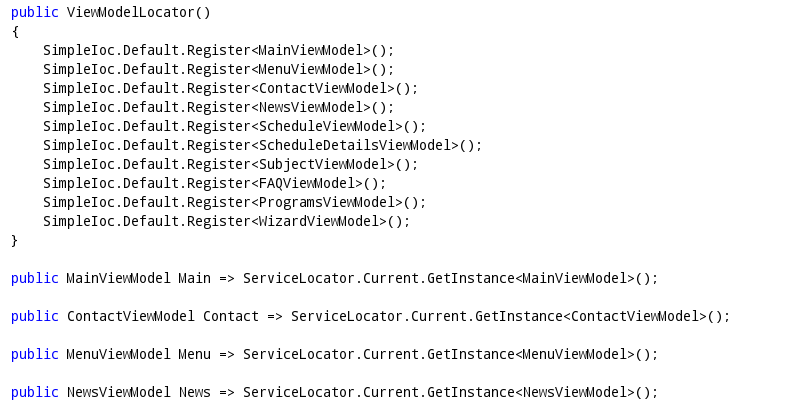 public ViewModelLocator()
{
    SimpleIoc.Default.Register<MainViewModel>();
    SimpleIoc.Default.Register<MenuViewModel>();
    SimpleIoc.Default.Register<ContactViewModel>();
    SimpleIoc.Default.Register<NewsViewModel>();
    SimpleIoc.Default.Register<ScheduleViewModel>();
    SimpleIoc.Default.Register<ScheduleDetailsViewModel>();
    SimpleIoc.Default.Register<SubjectViewModel>();
    SimpleIoc.Default.Register<FAQViewModel>();
    SimpleIoc.Default.Register<ProgramsViewModel>();
    SimpleIoc.Default.Register<WizardViewModel>();
}
public MainViewModel Main => ServiceLocator.Current.GetInstance<MainViewModel>();
public ContactViewModel Contact => ServiceLocator.Current.GetInstance<ContactViewModel>();
public MenuViewModel Menu => ServiceLocator.Current.GetInstance<MenuViewModel>();
public NewsViewModel News => ServiceLocator.Current.GetInstance<NewsViewModel>();